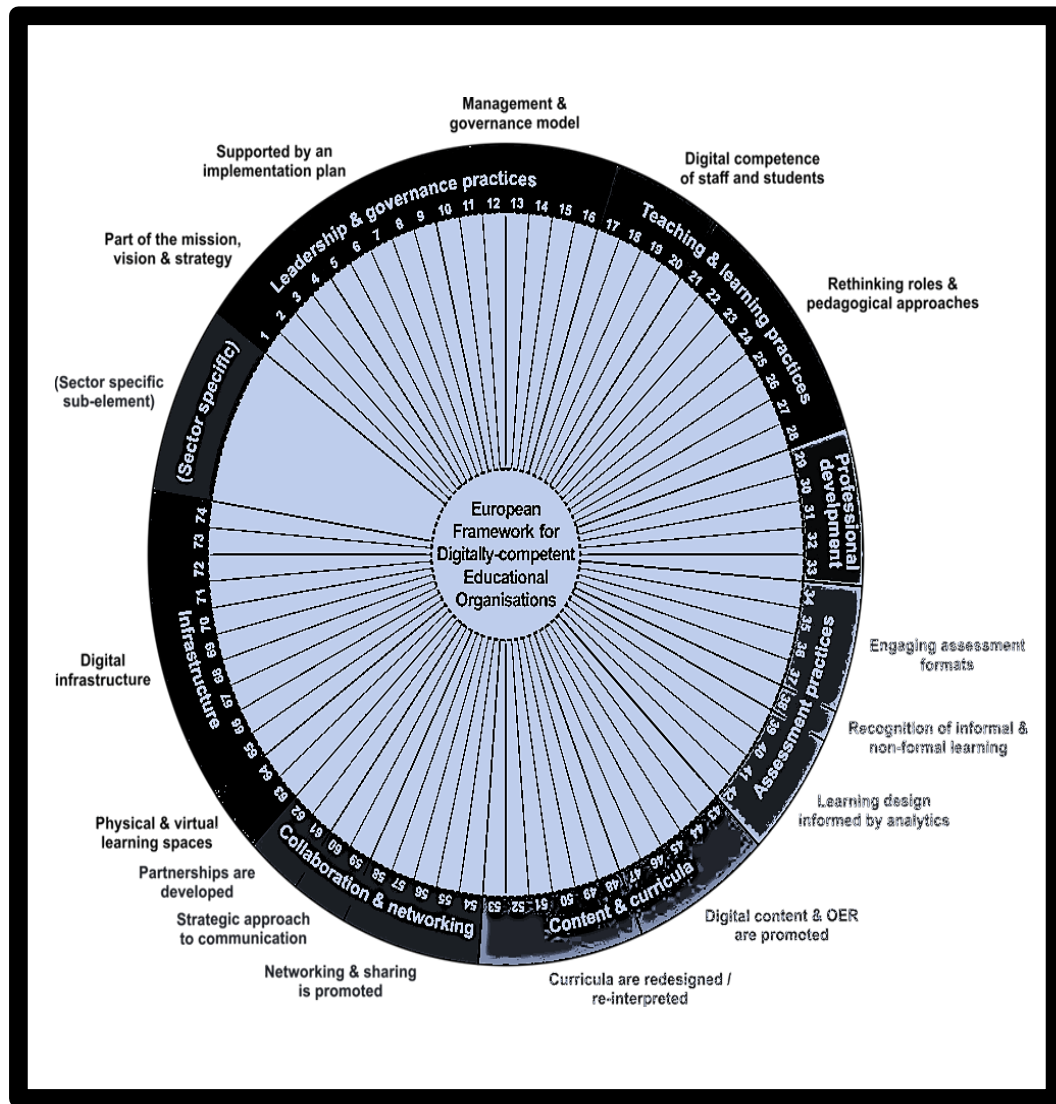 Management &
governance model
Supported by an
implementation plan
Digital competence
of staff and students
Part of the mission,
vision & strategy
Rethinking roles &
pedagogical approaches
(Sector specific
sub-element)
Leadership & governance practices
Teaching & learning practices
Professional
develpment
Assessment practices
Content & curricula
Collaboration & networking
Infrastructure
(Sector specific)
1
2
3
4
5
6
7
8
9
10
11
12
13
14
15
16
17
18
19
20
21
22
23
24
25
26
27
28
29
30
31
32
33
34
35
36
37
38
39
40
41
42
43
44
45
46
47
48
49
50
51
52
53
54
55
56
57
58
59
60
61
62
63
64
65
66
67
68
69
70
71
72
73
74
European
Framework for
Digitally-competent
Educational
Organisations
Engaging assessment
formats
Recognition of informal &
non-formal learning
Learning design
informed by analytics
Digital content & OER
are promoted
Curricula are redesigned /
re-interpreted
Networking & sharing
is promoted
Strategic approach
to communication
Partnerships are
developed
Physical & virtual
learning spaces
Digital
infrastructure